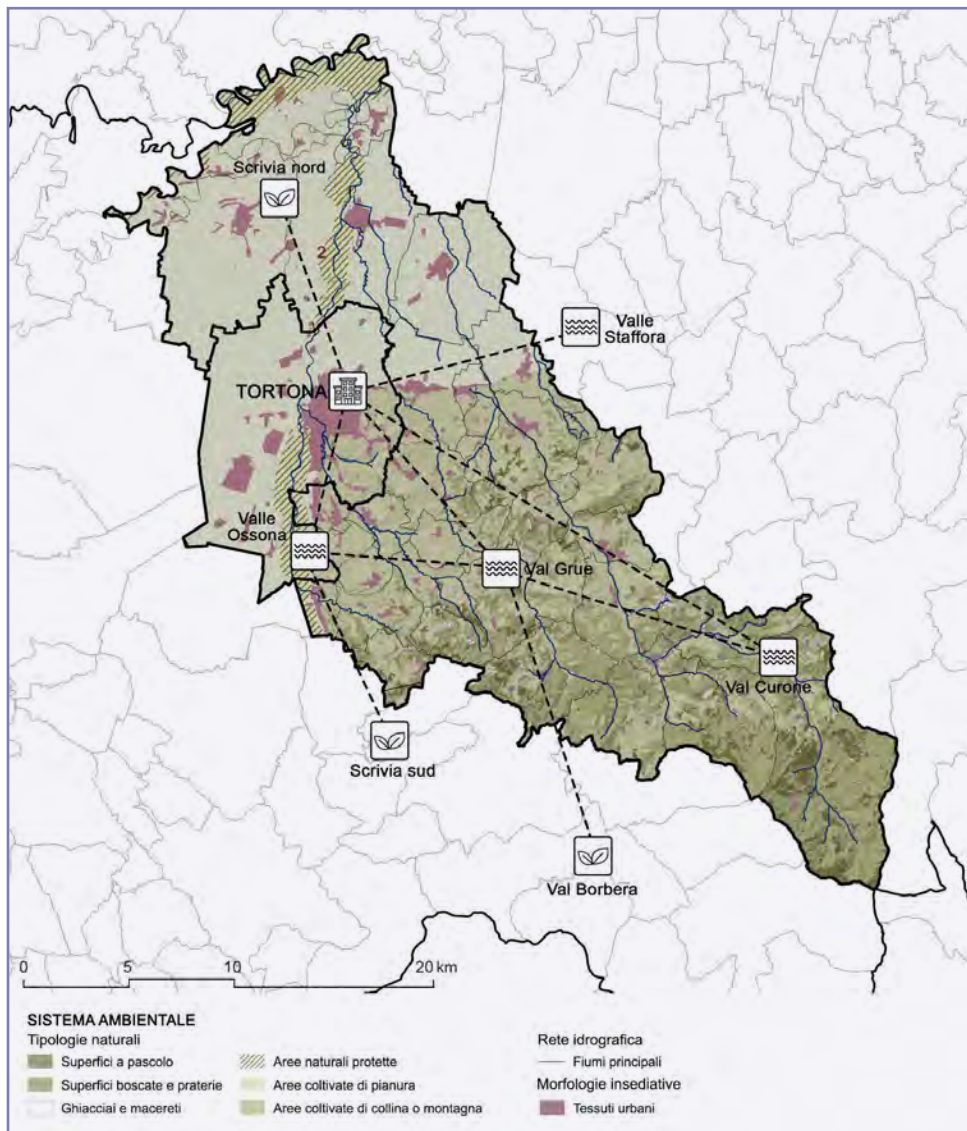 Scrivia nord
2
Valle
Staffora
TORTONA
Valle
Ossona
Val Grue
Val Curone
Scrivia sud
Val Borbera
0 5 10 20 km
SISTEMA AMBIENTALE
Tipologie naturali
Superfici a pascolo
Superfici boscate e praterie
Ghiacciai e macereti
Aree naturali protette
Aree coltivate di pianura
Aree coltivate di collina o montagna
Rete idrografica
Fiumi principali
Morfologie insediative
Tessuti urbani